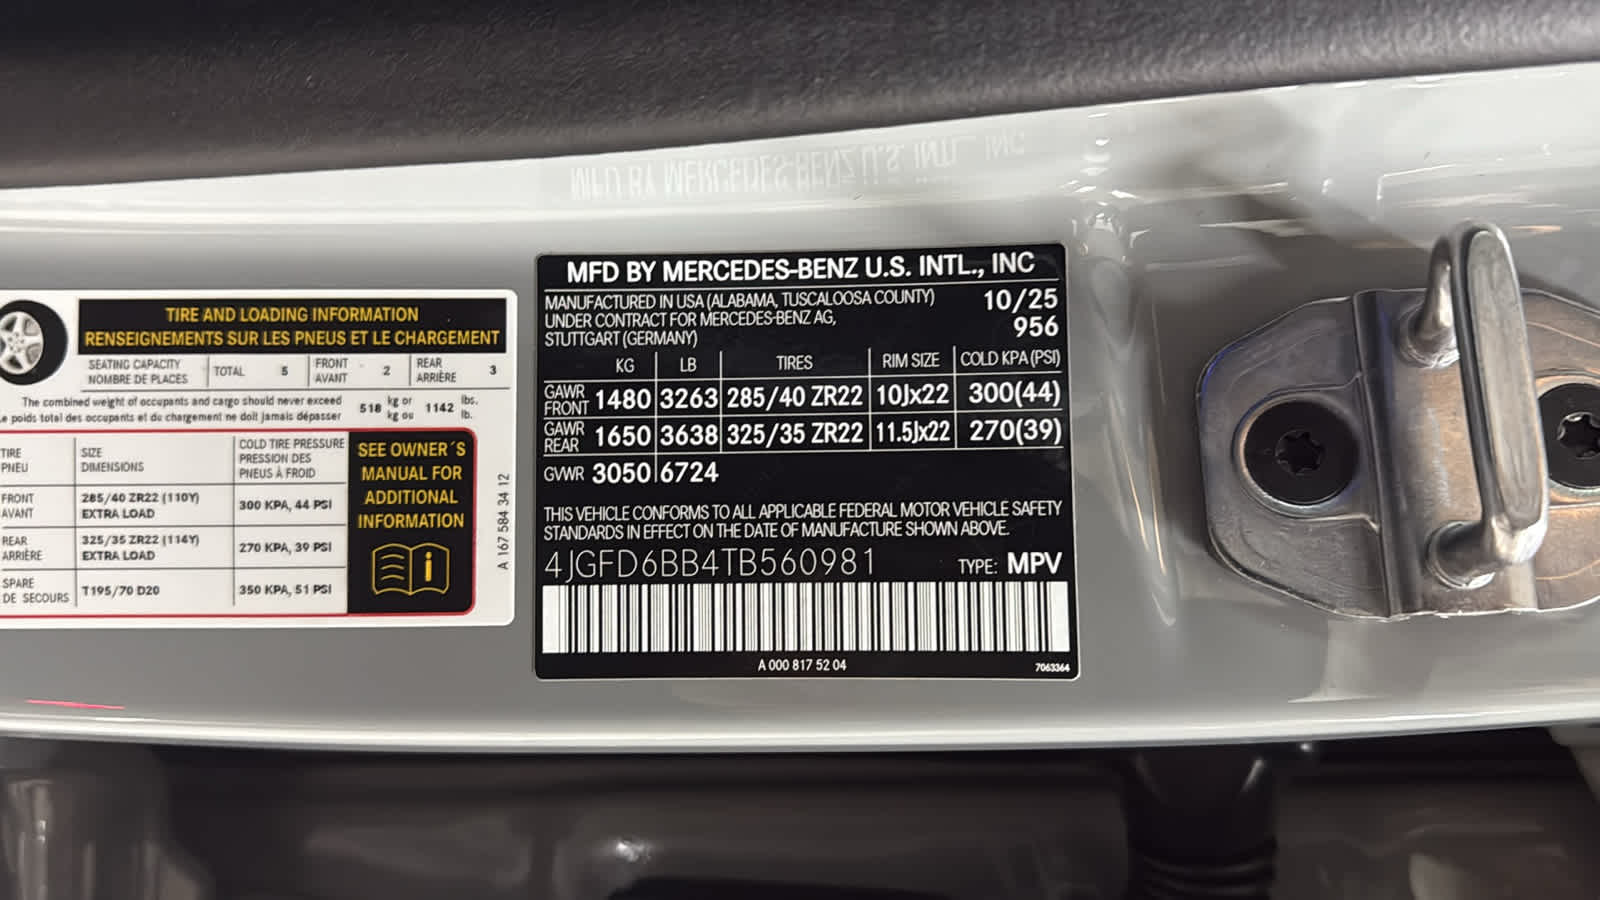 MFD BY MERCEDES-BENZ U.S. INTL., INC
TIRE AND LOADING INFORMATION
RENSEIGNEMENTS SUR LES PNEUS ET LE CHARGEMENT
SEATING CAPACITY
NOMBRE DE PLACES
TOTAL 5
FRONT
AVANT
2
REAR
ARRIÈRE
3
The combined weight of occupants and cargo should never exceed
Le poids total des occupants et du chargement ne doit jamais dépasser
518
kg or
kg ou
1142
lbs.
lb.
TIRE
PNEU
SIZE
DIMENSIONS
COLD TIRE PRESSURE
PRESSION DES
PNEUS À FROID
FRONT
AVANT
285/40 ZR22 (110Y)
EXTRA LOAD
300 KPA, 44 PSI
REAR
ARRIÈRE
325/35 ZR22 (114Y)
EXTRA LOAD
270 KPA, 39 PSI
SPARE
DE SECOURS
T195/70 D20
350 KPA, 51 PSI
SEE OWNER´S
MANUAL FOR
ADDITIONAL
INFORMATION
i
A 167 584 34 12
MFD BY MERCEDES-BENZ U.S. INTL., INC
MANUFACTURED IN USA (ALABAMA, TUSCALOOSA COUNTY)
UNDER CONTRACT FOR MERCEDES-BENZ AG,
STUTTGART (GERMANY)
10/25
956
KG LB TIRES RIM SIZE COLD KPA (PSI)
GAWR
FRONT
1480 3263 285/40 ZR22 10Jx22 300(44)
GAWR
REAR
1650 3638 325/35 ZR22 11.5Jx22 270(39)
GVWR 3050 6724
THIS VEHICLE CONFORMS TO ALL APPLICABLE FEDERAL MOTOR VEHICLE SAFETY
STANDARDS IN EFFECT ON THE DATE OF MANUFACTURE SHOWN ABOVE.
4JGFD6BB4TB560981 TYPE: MPV
A 000 817 52 04
7063364